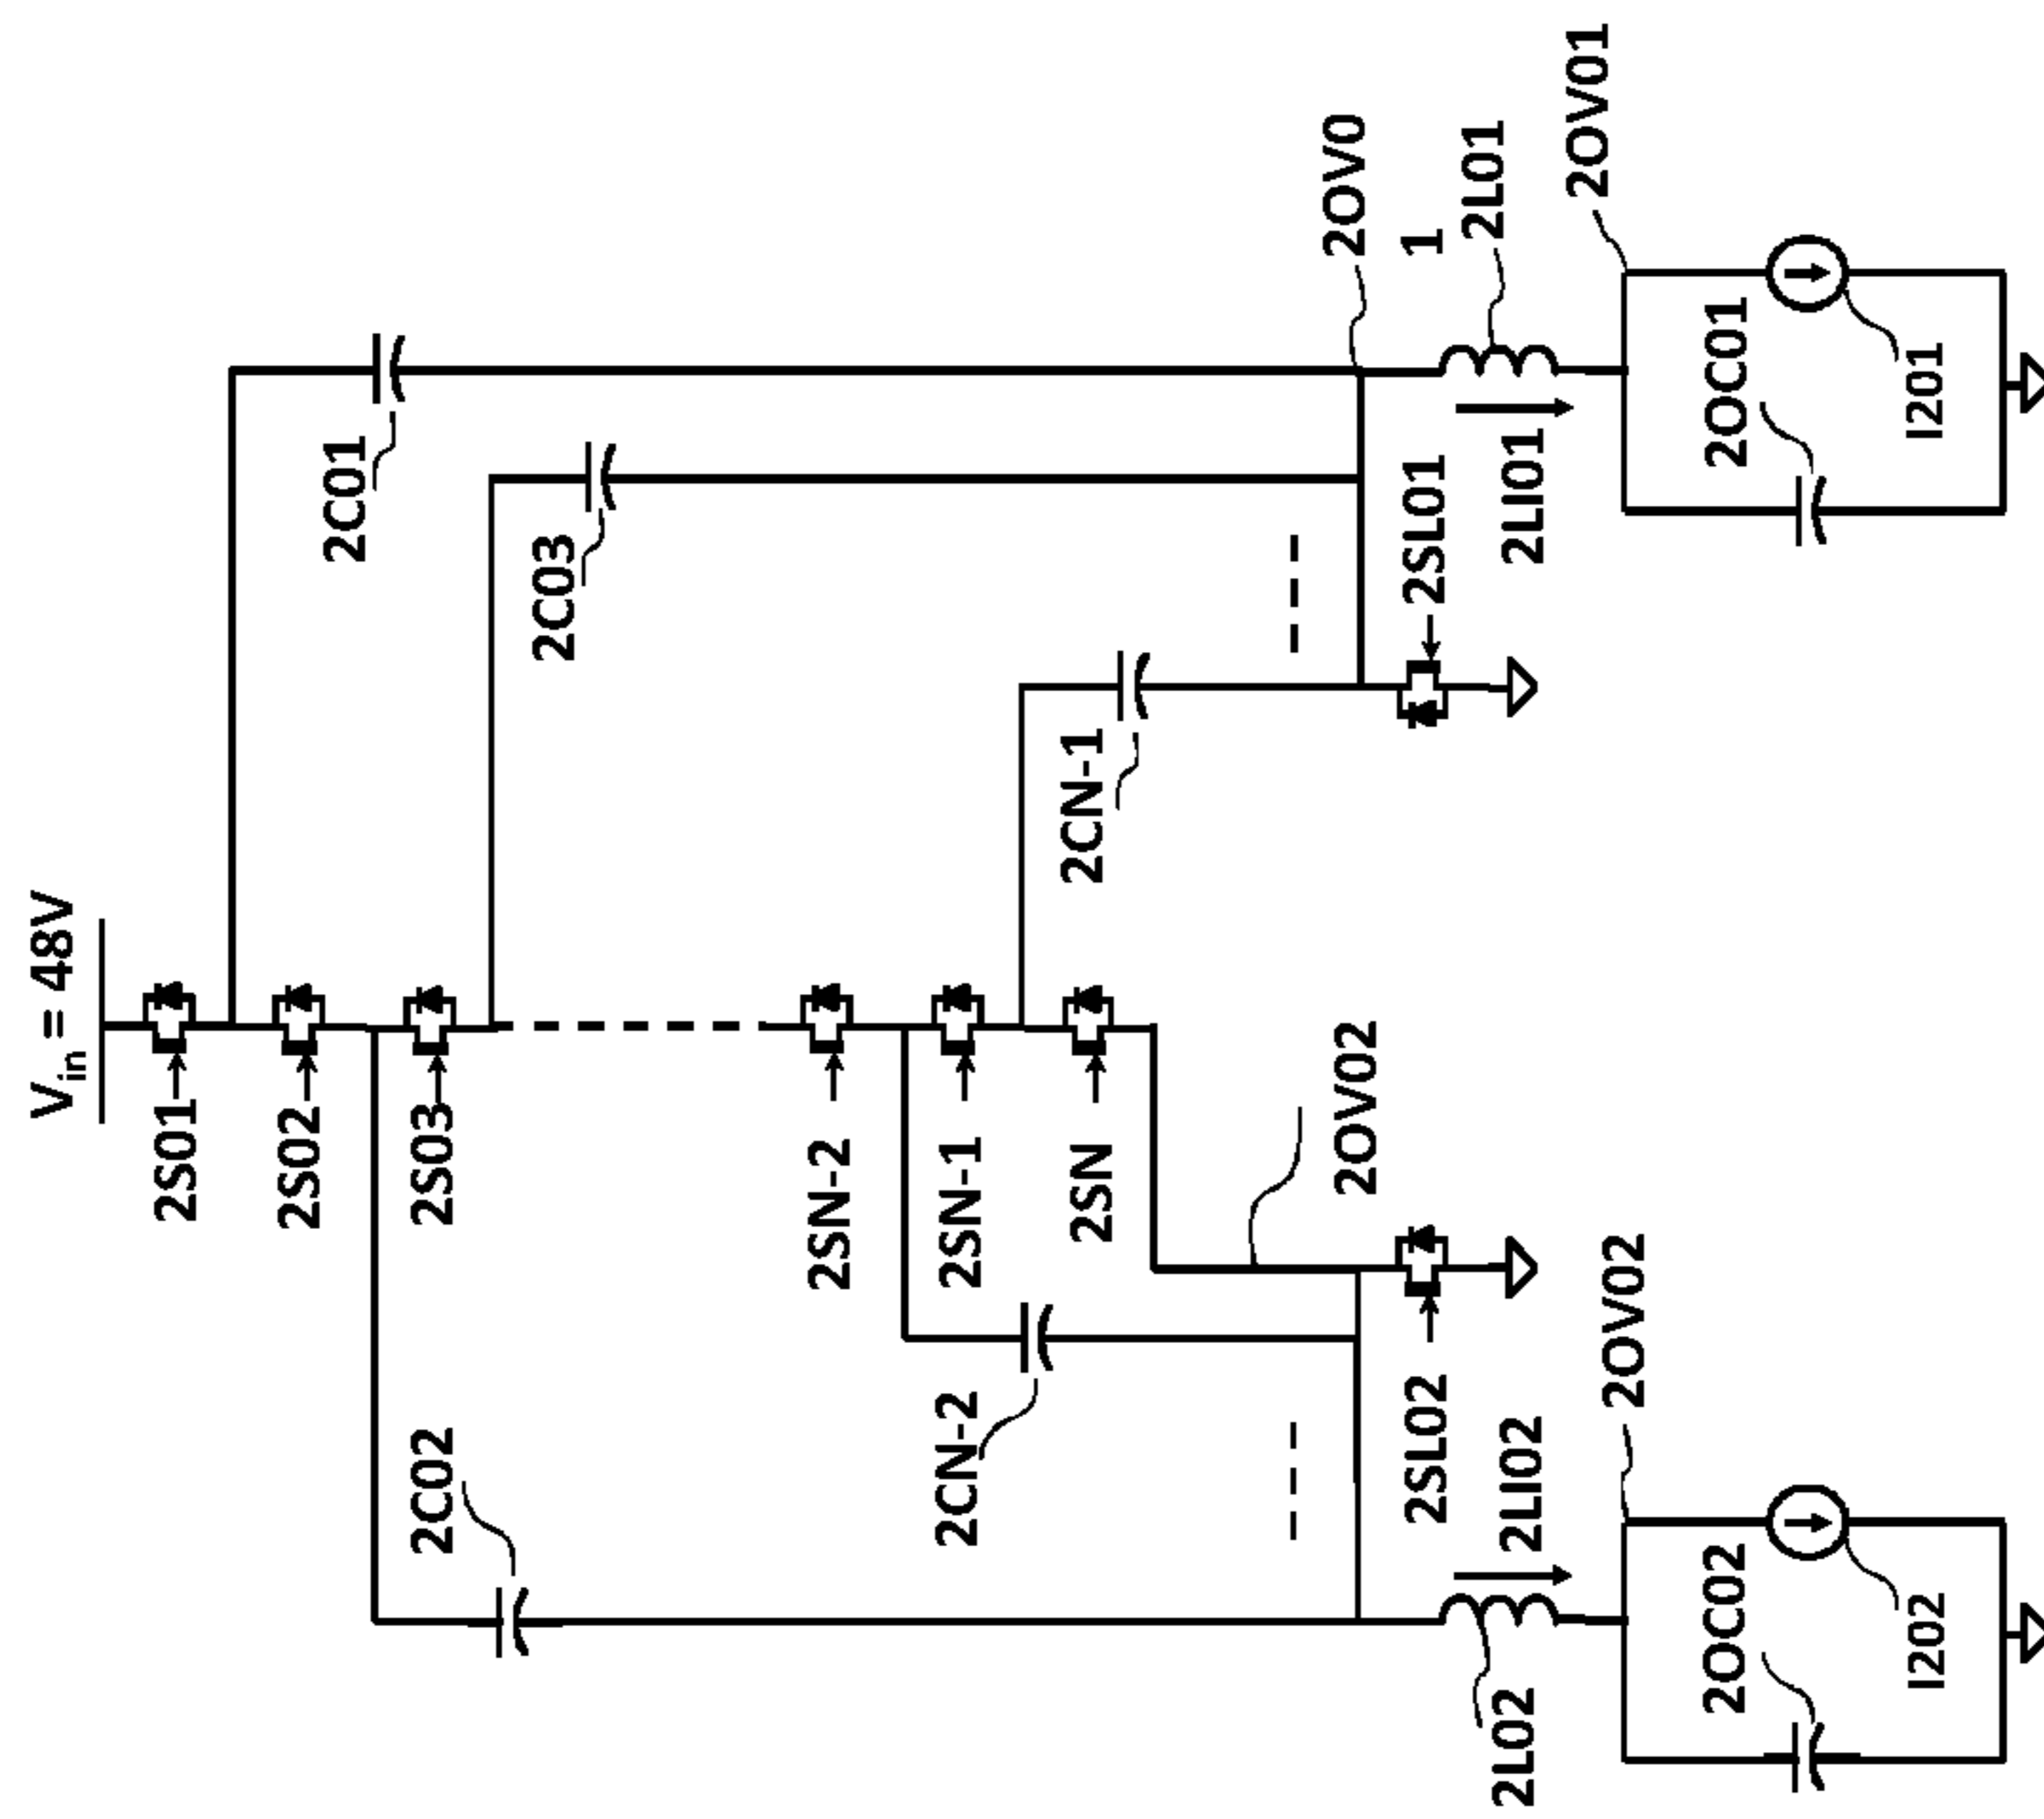 V_in = 48V
2S01
2S02
2S03
2SN-2
2SN-1
2SN
2C01
2C03
2CN-1
2C02
2CN-2
2OV02
2OV0
1
2SL02
2SL01
2L02
2LI02
2LI01
2L01
2OV02
2OV01
2OC02
I202
2OC01
I201